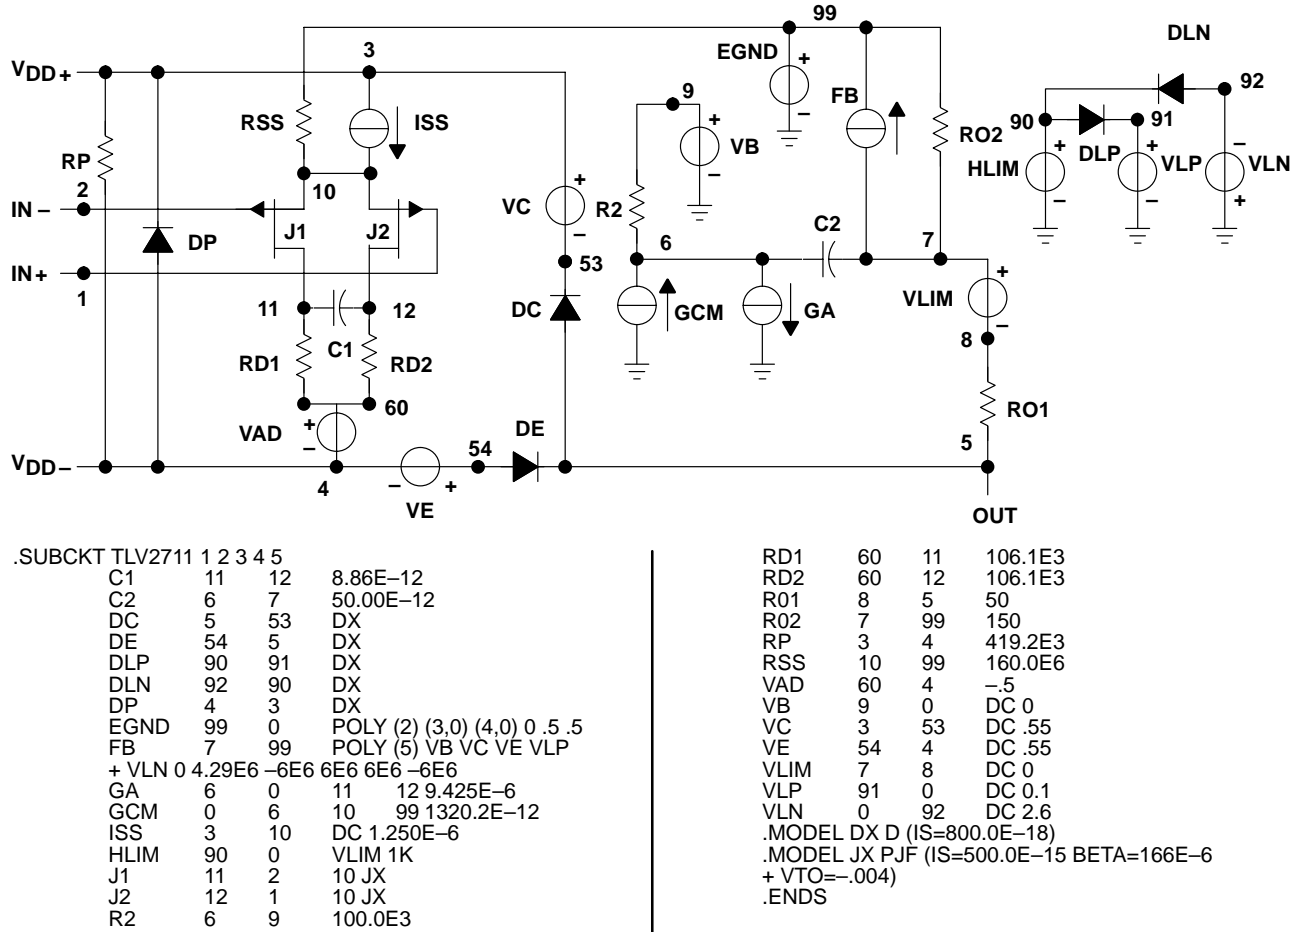 99
DLN
3
EGND
+
VDD+
92
+
9
FB
90
91
RSS
ISS
+
VB
RO2
+
–
+
–
RP
–
–
DLP
HLIM
VLP
VLN
2
10
+
–
–
+
IN–
VC
R2
C2
J1
J2
6
7
DP
–
IN+
53
+
1
VLIM
11
12
DC
GCM
GA
–
C1
8
RD1
RD2
60
RO1
+
VAD
DE
–
54
5
VDD–
4
–
+
VE
OUT
.SUBCKT TLV2711 1 2 3 4 5
C1 11 12 8.86E–12
C2 6 7 50.00E–12
DC 5 53 DX
DE 54 5 DX
DLP 90 91 DX
DLN 92 90 DX
DP 4 3 DX
EGND 99 0 POLY (2) (3,0) (4,0) 0 .5 .5
FB 7 99 POLY (5) VB VC VE VLP
+ VLN 0 4.29E6 –6E6 6E6 6E6 –6E6
GA 6 0 11 12 9.425E–6
GCM 0 6 10 99 1320.2E–12
ISS 3 10 DC 1.250E–6
HLIM 90 0 VLIM 1K
J1 11 2 10 JX
J2 12 1 10 JX
R2 6 9 100.0E3
RD1 60 11 106.1E3
RD2 60 12 106.1E3
R01 8 5 50
R02 7 99 150
RP 3 4 419.2E3
RSS 10 99 160.0E6
VAD 60 4 –.5
VB 9 0 DC 0
VC 3 53 DC .55
VE 54 4 DC .55
VLIM 7 8 DC 0
VLP 91 0 DC 0.1
VLN 0 92 DC 2.6
.MODEL DX D (IS=800.0E–18)
.MODEL JX PJF (IS=500.0E–15 BETA=166E–6
+ VTO=–.004)
.ENDS